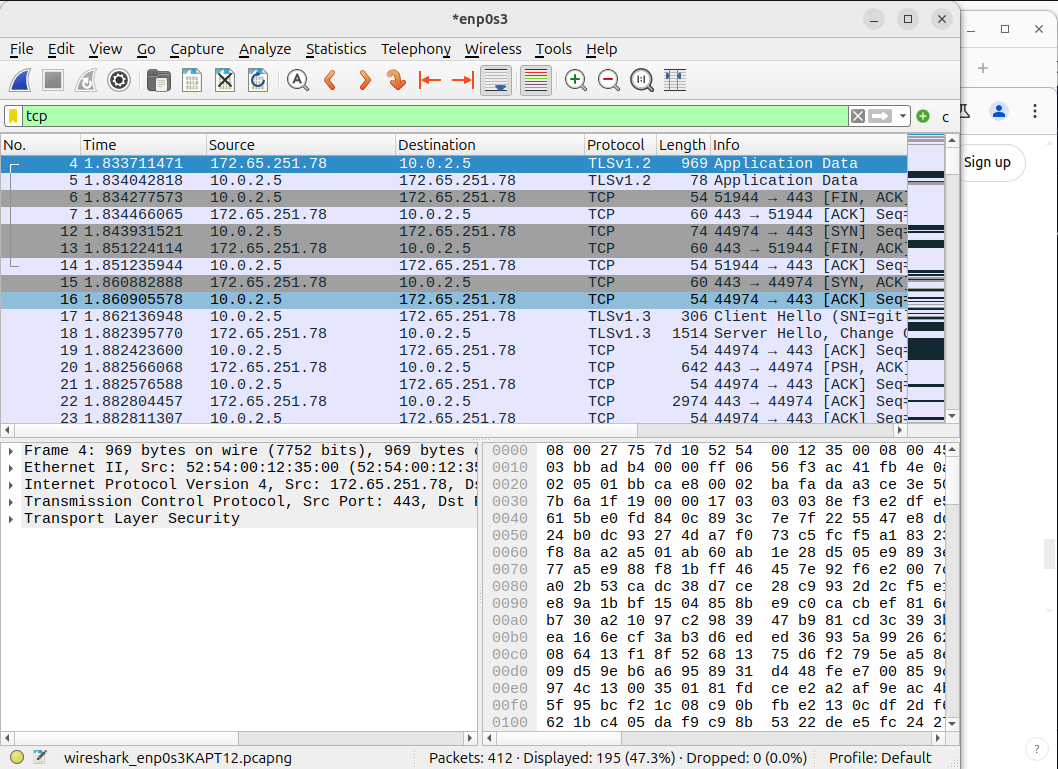 *enp0s3
File Edit View Go Capture Analyze Statistics Telephony Wireless Tools Help
tcp
No. Time Source Destination Protocol Length Info
4 1.833711471 172.65.251.78 10.0.2.5 TLSv1.2 969 Application Data
5 1.834042818 10.0.2.5 172.65.251.78 TLSv1.2 78 Application Data
6 1.834277573 10.0.2.5 172.65.251.78 TCP 54 51944 → 443 [FIN, ACK]
7 1.834466065 172.65.251.78 10.0.2.5 TCP 60 443 → 51944 [ACK] Seq=
12 1.843931521 10.0.2.5 172.65.251.78 TCP 74 44974 → 443 [SYN] Seq=
13 1.851224114 172.65.251.78 10.0.2.5 TCP 60 443 → 51944 [FIN, ACK]
14 1.851235944 10.0.2.5 172.65.251.78 TCP 54 51944 → 443 [ACK] Seq=
15 1.860882888 172.65.251.78 10.0.2.5 TCP 60 443 → 44974 [SYN, ACK]
16 1.860905578 10.0.2.5 172.65.251.78 TCP 54 44974 → 443 [ACK] Seq=
17 1.862136948 10.0.2.5 172.65.251.78 TLSv1.3 306 Client Hello (SNI=git
18 1.882395770 172.65.251.78 10.0.2.5 TLSv1.3 1514 Server Hello, Change
19 1.882423600 10.0.2.5 172.65.251.78 TCP 54 44974 → 443 [ACK] Seq=
20 1.882566068 172.65.251.78 10.0.2.5 TCP 642 443 → 44974 [PSH, ACK]
21 1.882576588 10.0.2.5 172.65.251.78 TCP 54 44974 → 443 [ACK] Seq=
22 1.882804457 172.65.251.78 10.0.2.5 TCP 2974 443 → 44974 [ACK] Seq=
23 1.882811307 10.0.2.5 172.65.251.78 TCP 54 44974 → 443 [ACK] Seq=
Frame 4: 969 bytes on wire (7752 bits), 969 bytes
Ethernet II, Src: 52:54:00:12:35:00 (52:54:00:12:35
Internet Protocol Version 4, Src: 172.65.251.78, Ds
Transmission Control Protocol, Src Port: 443, Dst P
Transport Layer Security
0000 08 00 27 75 7d 10 52 54 00 12 35 00 08 00 45
0010 03 bb ad b4 00 00 ff 06 56 f3 ac 41 fb 4e 0a
0020 02 05 01 bb ca e8 00 02 ba fa da a3 ce 3e 50
0030 7b 6a 1f 19 00 00 17 03 03 03 8e f3 e2 df e5
0040 61 5b e0 fd 84 0c 89 3c 7e 7f 22 55 47 e8 dd
0050 24 b0 dc 93 27 4d a7 f0 73 c5 fc f5 a1 83 23
0060 f8 8a a2 a5 01 ab 60 ab 1e 28 d5 05 e9 89 3e
0070 77 a5 e9 88 f8 1b ff 46 45 7e 92 f6 e2 00 7c
0080 a0 2b 53 ca dc 38 d7 ce 28 c9 93 2d 2c f5 e1
0090 e8 9a 1b bf 15 04 85 8b e9 c0 ca cb ef 81 6e
00a0 b7 30 a2 10 97 c2 98 39 47 b9 81 cd 3c 39 3b
00b0 ea 16 6e cf 3a b3 d6 ed ed 36 93 5a 99 26 62
00c0 08 64 13 f1 8f 52 68 13 75 d6 f2 79 5e a5 8e
00d0 09 d5 9e b6 a6 95 89 31 d4 48 fe e7 00 85 9c
00e0 97 4c 13 00 35 01 81 fd ce e2 a2 af 9e ac 4b
00f0 5f 95 bc f2 1c 08 c9 0b fb e2 13 0c df 2d f6
0100 62 1b c4 05 da f9 c9 8b 53 22 de e5 fc 24 27
wireshark_enp0s3KAPT12.pcapng Packets: 412 · Displayed: 195 (47.3%) · Dropped: 0 (0.0%) Profile: Default
Sign up